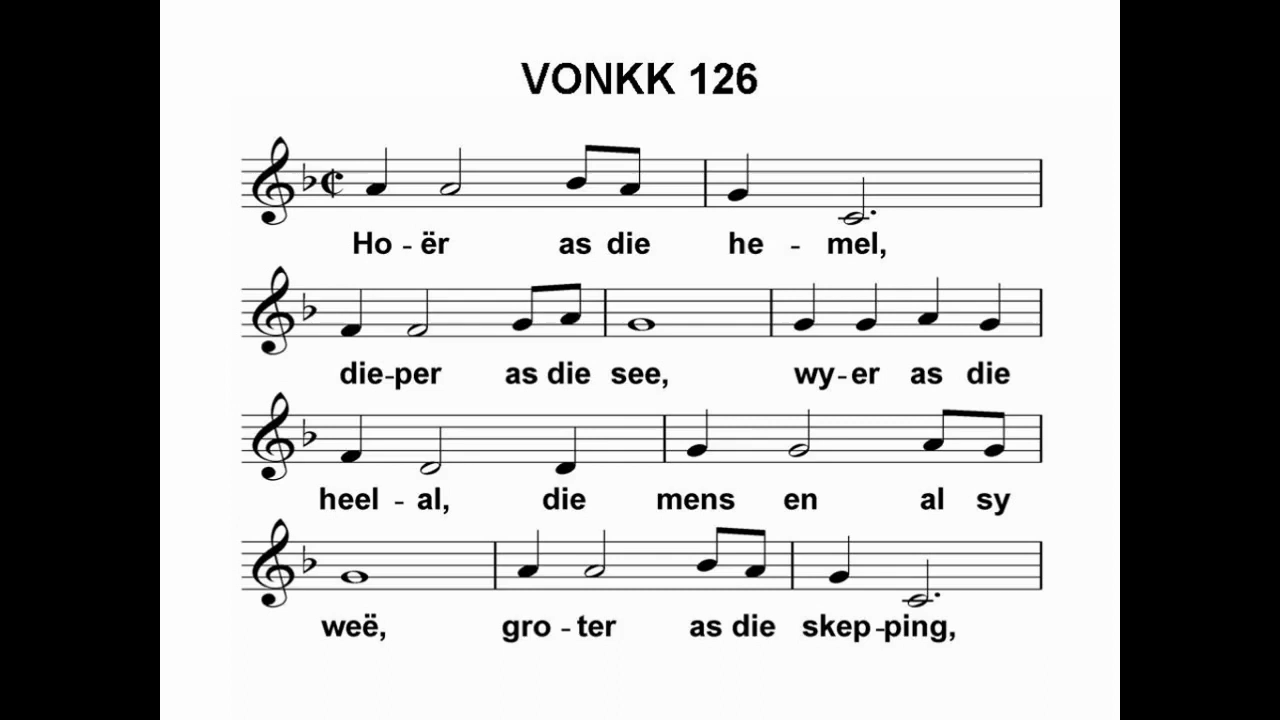 VONKK 126
Ho - ër as die he - mel,
die-per as die see, wy-er as die
heel - al, die mens en al sy
weë, gro - ter as die skep-ping,